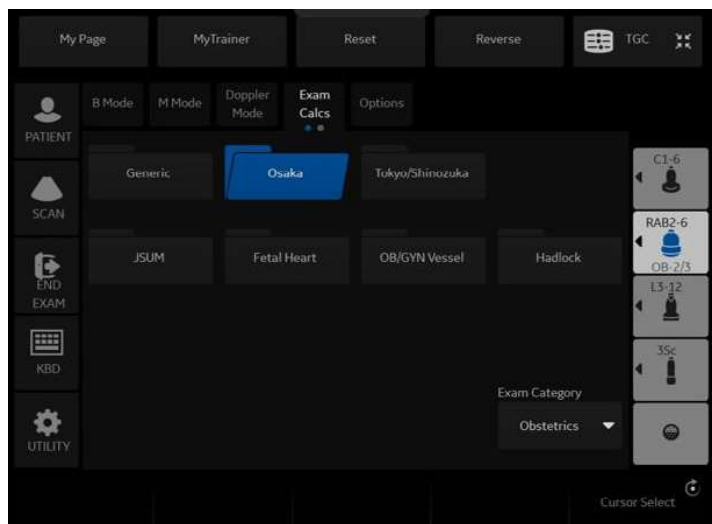 My Page
MyTrainer
Reset
Reverse
TGC
PATIENT
B Mode
M Mode
Doppler
Mode
Exam
Calcs
Options
Generic
Osaka
Tokyo/Shinozuka
C1-6
SCAN
RAB2-6
OB-2/3
JSUM
Fetal Heart
OB/GYN Vessel
Hadlock
END
EXAM
L3-12
KBD
3Sc
Exam Category
Obstetrics
UTILITY
Cursor Select